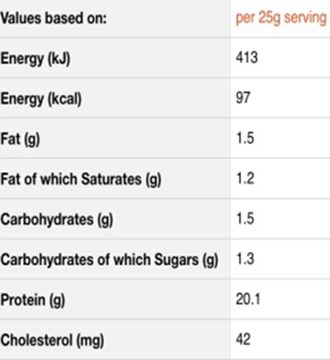 Values based on: per 25g serving
Energy (kJ) 413
Energy (kcal) 97
Fat (g) 1.5
Fat of which Saturates (g) 1.2
Carbohydrates (g) 1.5
Carbohydrates of which Sugars (g) 1.3
Protein (g) 20.1
Cholesterol (mg) 42